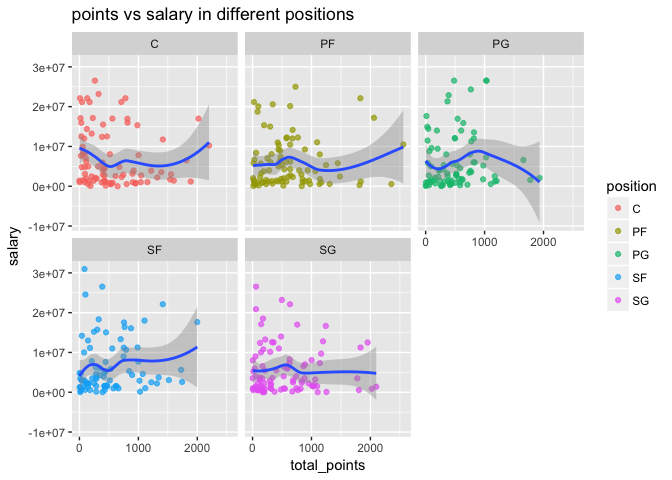 points vs salary in different positions
C PF PG
3e+07
2e+07
1e+07
0e+00
-1e+07
0 1000 2000
SF SG
3e+07
2e+07
1e+07
0e+00
-1e+07
0 1000 2000 0 1000 2000
total_points
salary
position
C
PF
PG
SF
SG